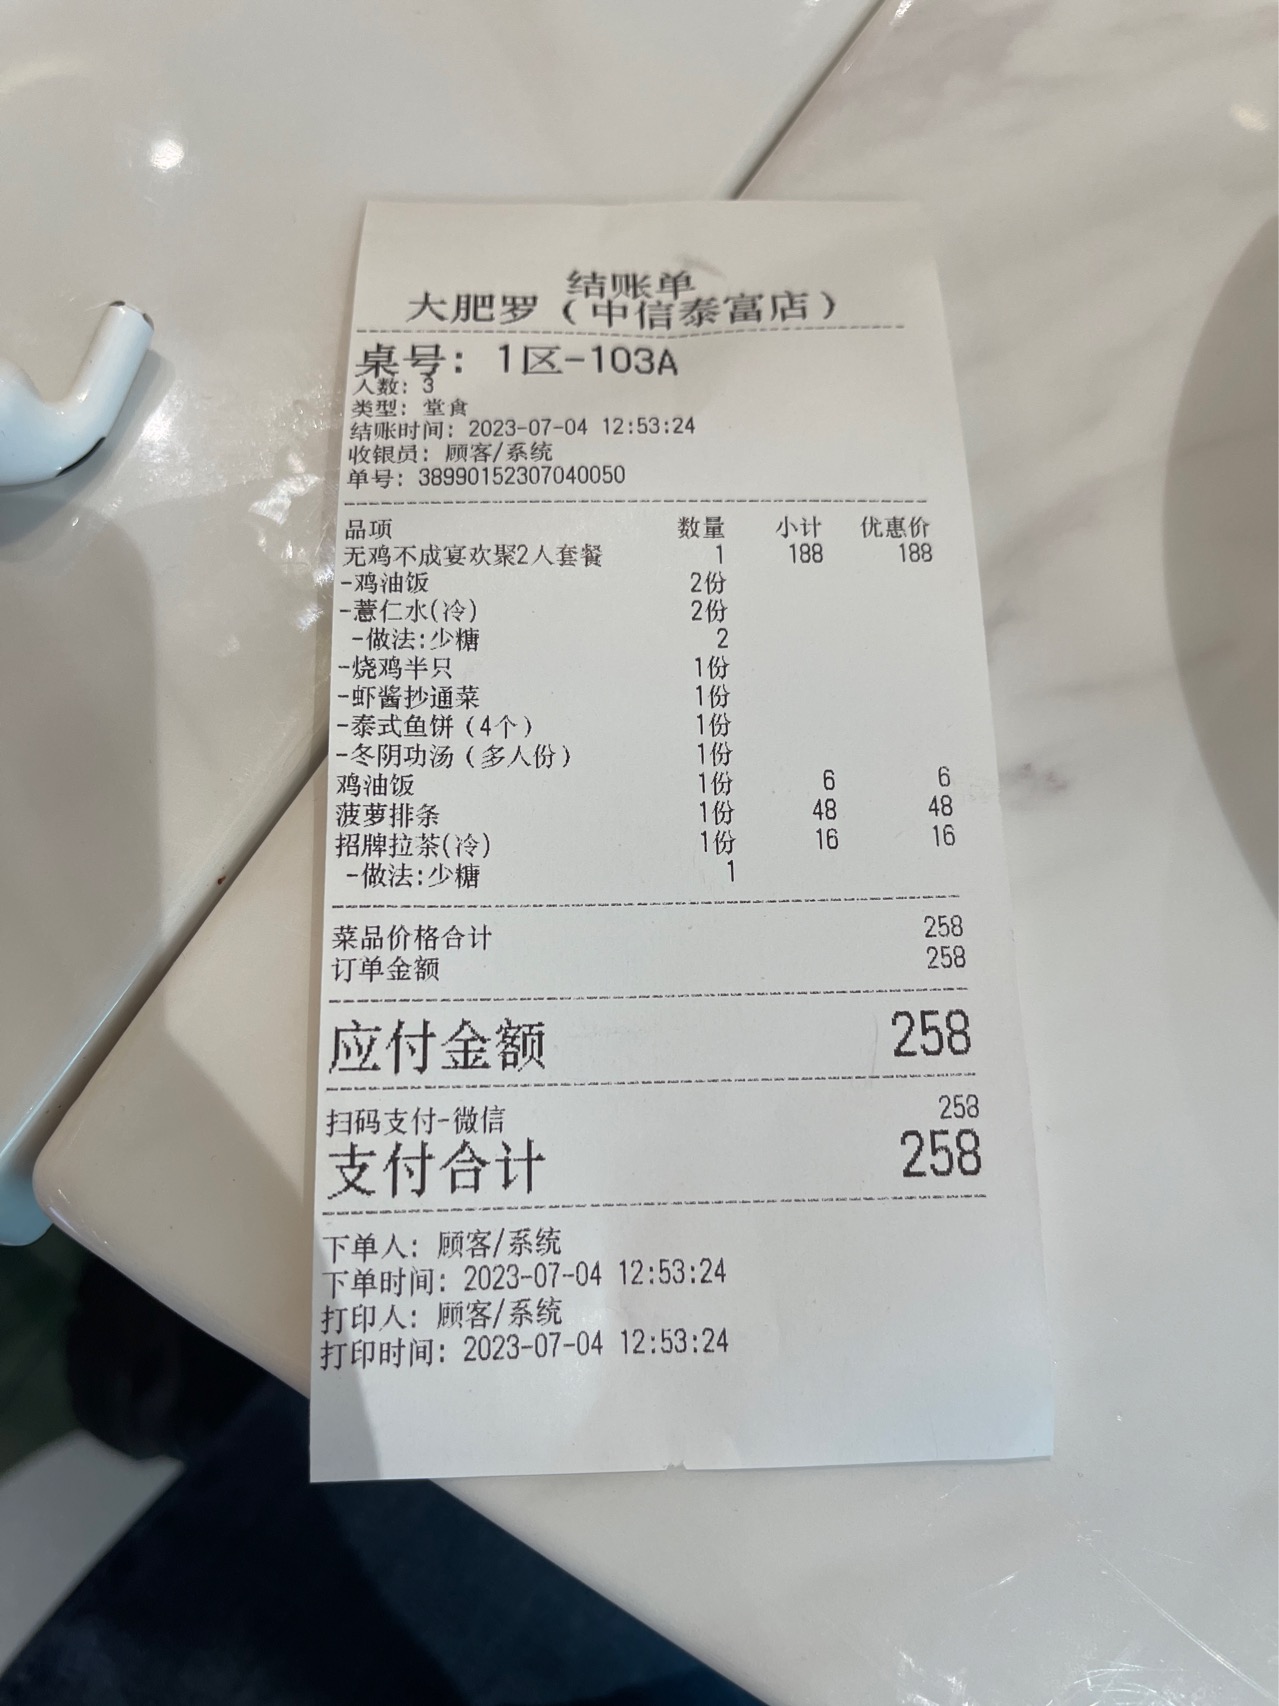 结账单
大肥罗（中信泰富店）
桌号: 1区-103A
人数: 3
类型: 堂食
结账时间: 2023-07-04 12:53:24
收银员: 顾客/系统
单号: 389901523070​40050
品项 数量 小计 优惠价
无鸡不成宴欢聚2人套餐 1 188 188
-鸡油饭 2份
-薏仁水(冷) 2份
-做法:少糖 2
-烧鸡半只 1份
-虾酱抄通菜 1份
-泰式鱼饼（4个） 1份
-冬阴功汤（多人份） 1份
鸡油饭 1份 6 6
菠萝排条 1份 48 48
招牌拉茶(冷) 1份 16 16
-做法:少糖 1
菜品价格合计 258
订单金额 258
应付金额 258
扫码支付-微信 258
支付合计 258
下单人: 顾客/系统
下单时间: 2023-07-04 12:53:24
打印人: 顾客/系统
打印时间: 2023-07-04 12:53:24